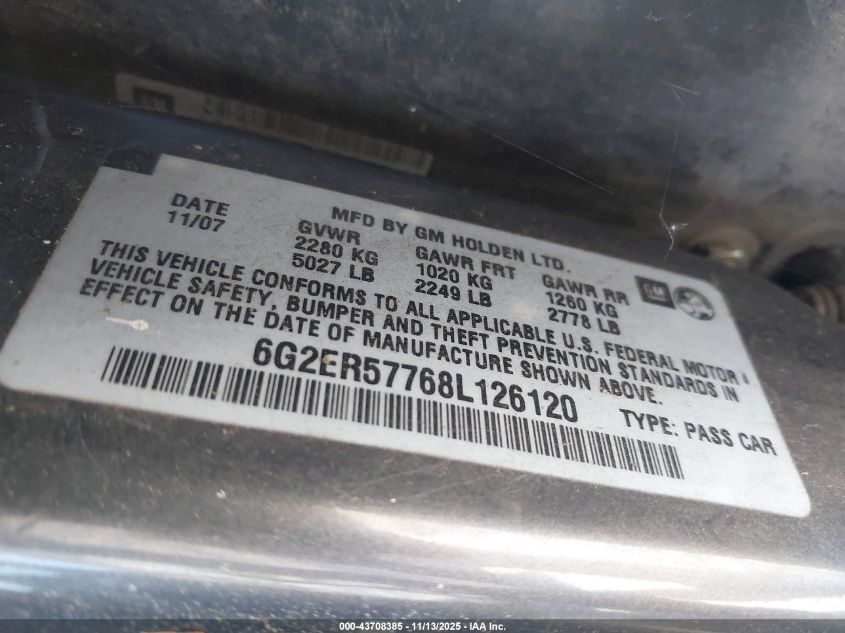 MFD BY GM HOLDEN LTD.
DATE GVWR GAWR FRT GAWR RR
11/07 2280 KG 1020 KG 1260 KG
5027 LB 2249 LB 2778 LB
GM
THIS VEHICLE CONFORMS TO ALL APPLICABLE U.S. FEDERAL MOTOR
VEHICLE SAFETY, BUMPER AND THEFT PREVENTION STANDARDS IN
EFFECT ON THE DATE OF MANUFACTURE SHOWN ABOVE.
6G2ER57768L126120 TYPE: PASS CAR
000-43708385 - 11/13/2025 - IAA Inc.